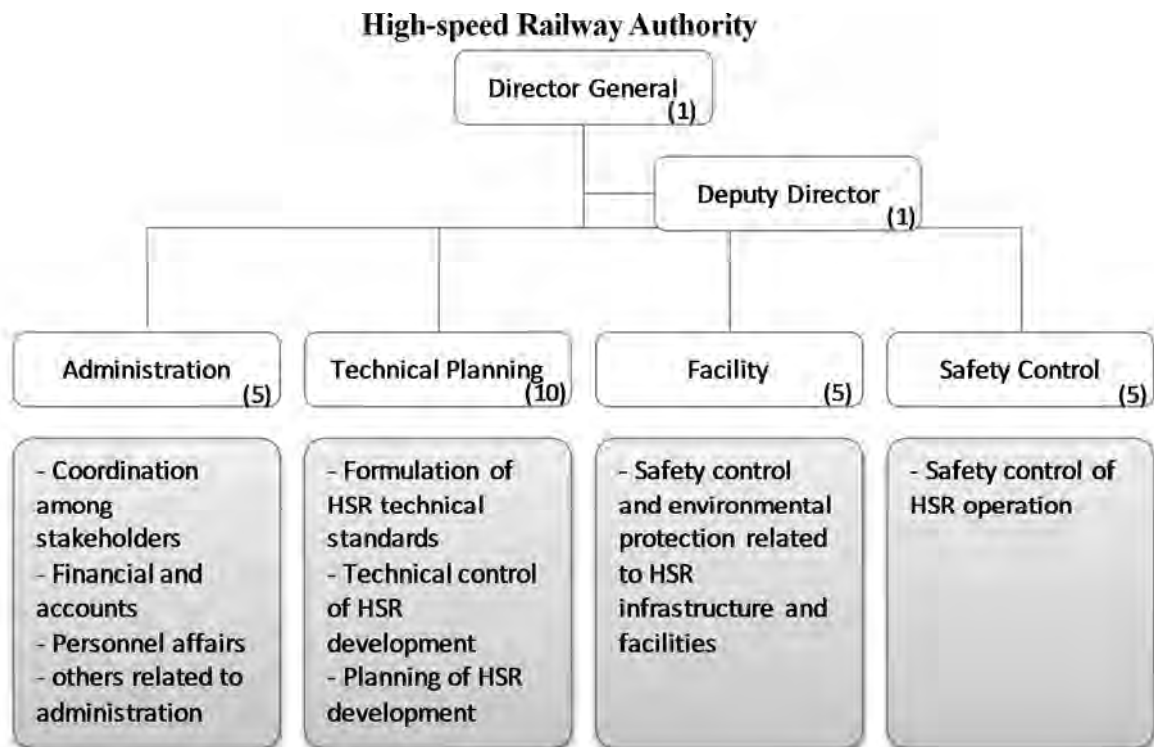 High-speed Railway Authority
Director General
(1)
Deputy Director
(1)
Administration
(5)
Technical Planning
(10)
Facility
(5)
Safety Control
(5)
- Coordination
among
stakeholders
- Financial and
accounts
- Personnel affairs
- others related to
administration
- Formulation of
HSR technical
standards
- Technical control
of HSR
development
- Planning of HSR
development
- Safety control
and environmental
protection related
to HSR
infrastructure and
facilities
- Safety control of
HSR operation